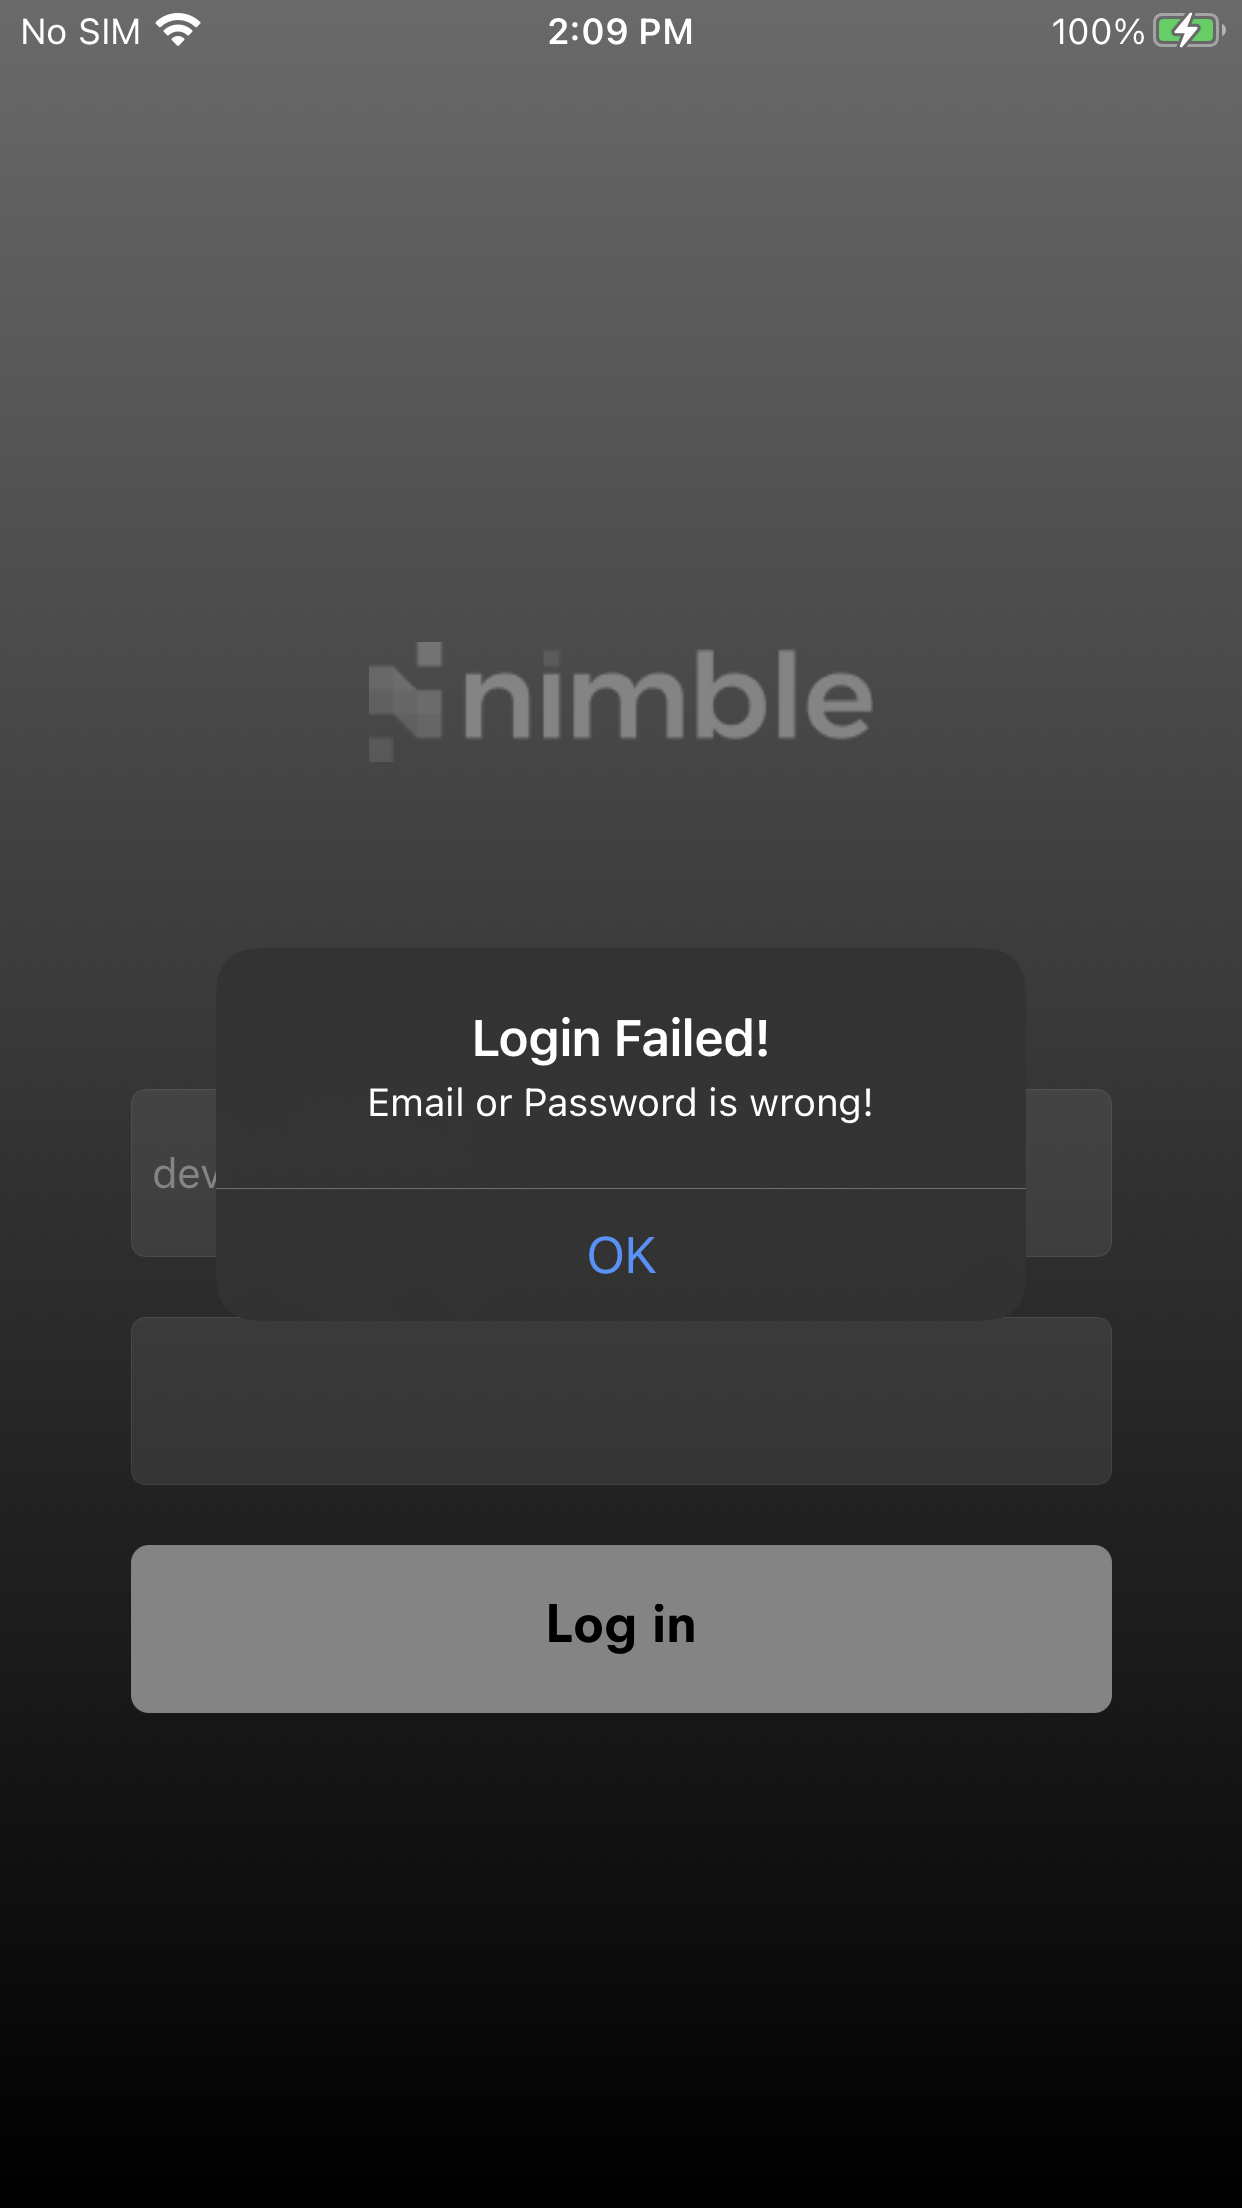 No SIM 2:09 PM 100%
nimble
Login Failed!
Email or Password is wrong!
dev
OK
Log in